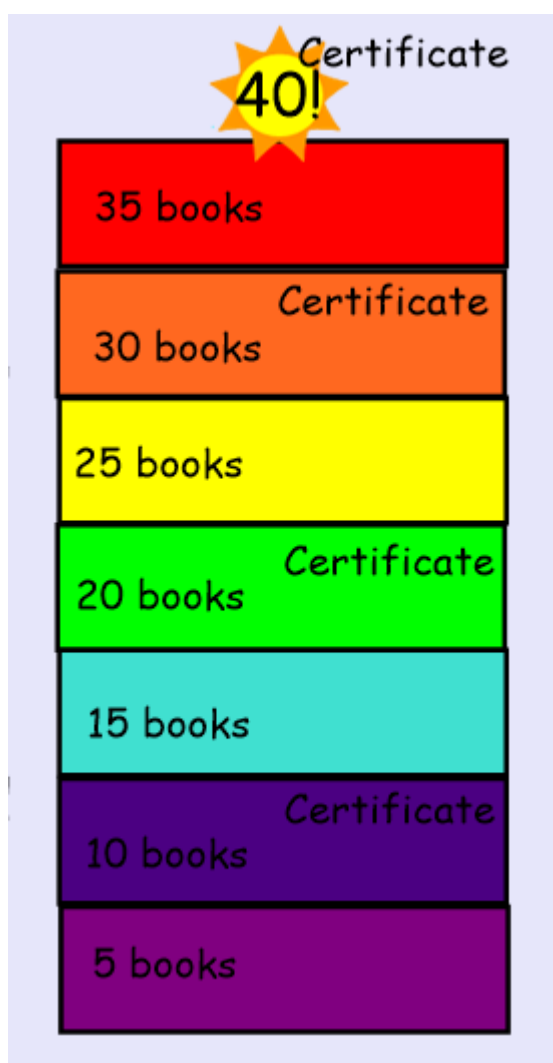 Certificate
40!
35 books
Certificate
30 books
25 books
Certificate
20 books
15 books
Certificate
10 books
5 books